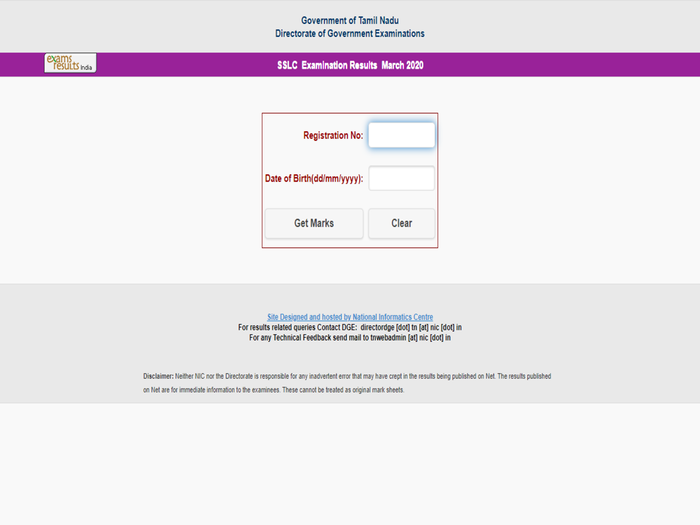 Government of Tamil Nadu
Directorate of Government Examinations
exams
results India
SSLC Examination Results March 2020
Registration No:
Date of Birth(dd/mm/yyyy):
Get Marks
Clear
Site Designed and hosted by National Informatics Centre
For results related queries Contact DGE: directordge [dot] tn [at] nic [dot] in
For any Technical Feedback send mail to tnwebadmin [at] nic [dot] in
Disclaimer: Neither NIC nor the Directorate is responsible for any inadvertent error that may have crept in the results being published on Net. The results published
on Net are for immediate information to the examinees. These cannot be treated as original mark sheets.